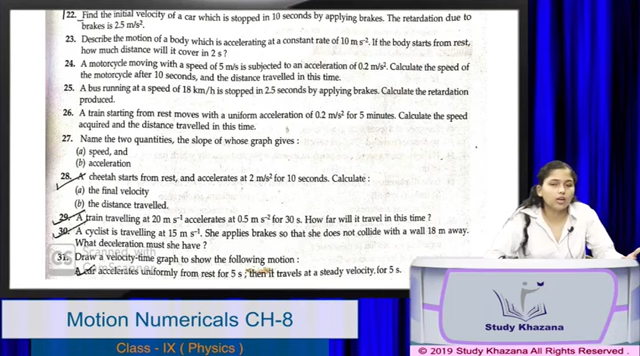 22. Find the initial velocity of a car which is stopped in 10 seconds by applying brakes. The retardation due to
brakes is 2.5 m/s².
23. Describe the motion of a body which is accelerating at a constant rate of 10 m s⁻². If the body starts from rest,
how much distance will it cover in 2 s?
24. A motorcycle moving with a speed of 5 m/s is subjected to an acceleration of 0.2 m/s². Calculate the speed of
the motorcycle after 10 seconds, and the distance travelled in this time.
25. A bus running at a speed of 18 km/h is stopped in 2.5 seconds by applying brakes. Calculate the retardation
produced.
26. A train starting from rest moves with a uniform acceleration of 0.2 m/s² for 5 minutes. Calculate the speed
acquired and the distance travelled in this time.
27. Name the two quantities, the slope of whose graph gives :
(a) speed, and
(b) acceleration
28. A cheetah starts from rest, and accelerates at 2 m/s² for 10 seconds. Calculate :
(a) the final velocity
(b) the distance travelled.
29. A train travelling at 20 m s⁻¹ accelerates at 0.5 m s⁻² for 30 s. How far will it travel in this time ?
30. A cyclist is travelling at 15 m s⁻¹. She applies brakes so that she does not collide with a wall 18 m away.
What deceleration must she have ?
CS Scanned with
CamScanner
31. Draw a velocity-time graph to show the following motion :
A car accelerates uniformly from rest for 5 s ; then it travels at a steady velocity for 5 s.
Motion Numericals CH-8
Class - IX ( Physics )
Study Khazana
© 2019 Study Khazana All Rights Reserved